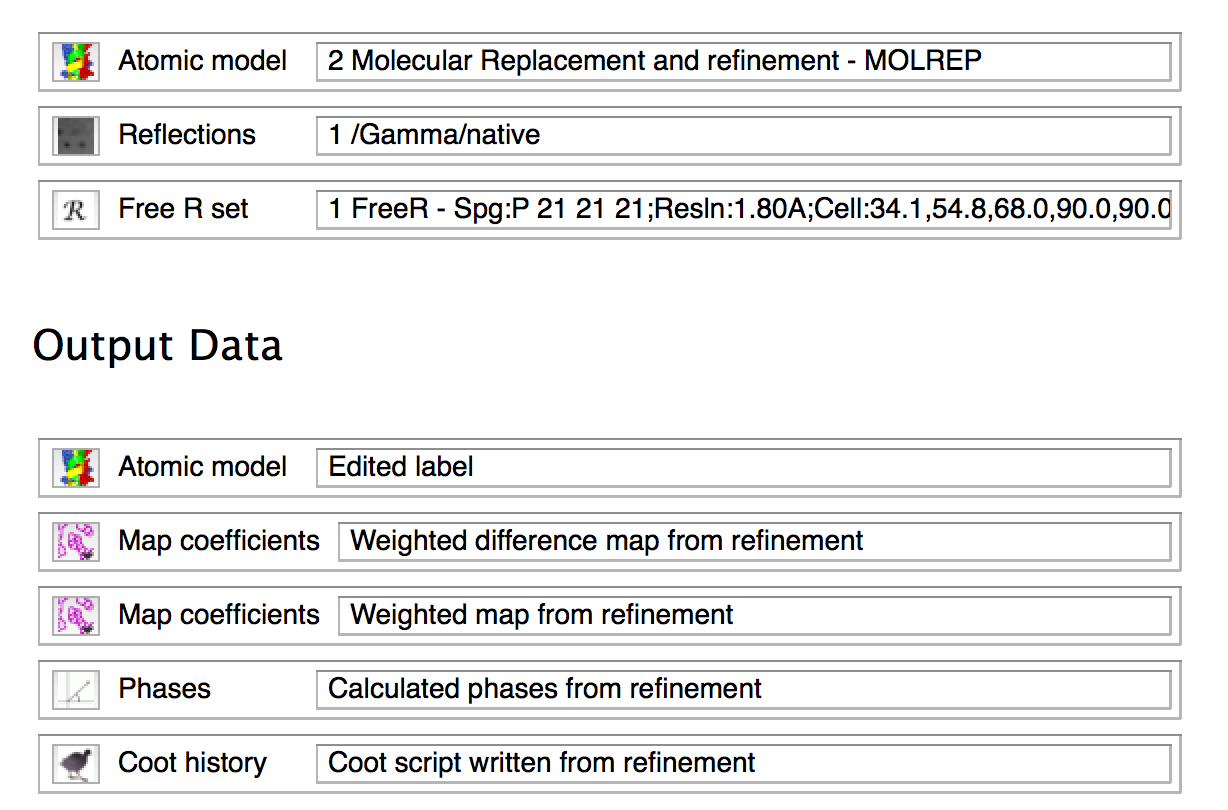 Atomic model 2 Molecular Replacement and refinement - MOLREP
Reflections 1 /Gamma/native
R Free R set 1 FreeR - Spg:P 21 21 21;Resln:1.80A;Cell:34.1,54.8,68.0,90.0,90.0
Output Data
Atomic model Edited label
Map coefficients Weighted difference map from refinement
Map coefficients Weighted map from refinement
Phases Calculated phases from refinement
Coot history Coot script written from refinement